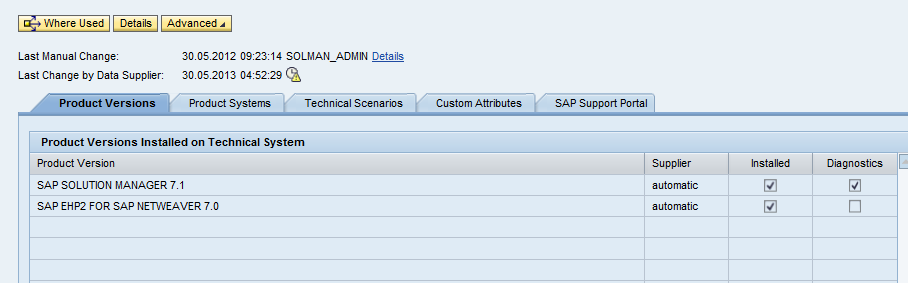 Where Used Details Advanced
Last Manual Change: 30.05.2012 09:23:14 SOLMAN_ADMIN Details
Last Change by Data Supplier: 30.05.2013 04:52:29
Product Versions Product Systems Technical Scenarios Custom Attributes SAP Support Portal
Product Versions Installed on Technical System
Product Version Supplier Installed Diagnostics
SAP SOLUTION MANAGER 7.1 automatic
SAP EHP2 FOR SAP NETWEAVER 7.0 automatic